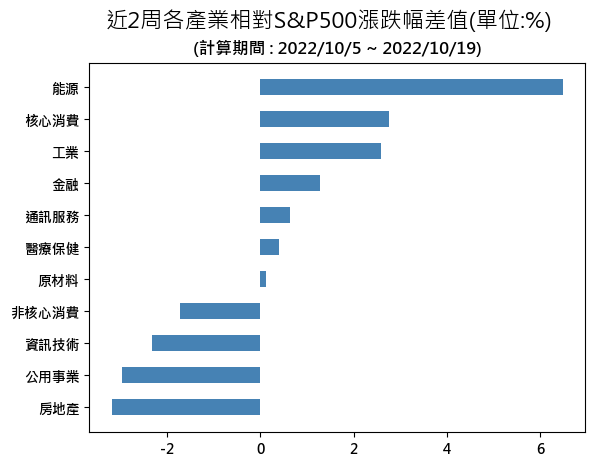 近2周各產業相對S&P500漲跌幅差值(單位:%)
(計算期間 : 2022/10/5 ~ 2022/10/19)
能源
核心消費
工業
金融
通訊服務
醫療保健
原材料
非核心消費
資訊技術
公用事業
房地產
-2 0 2 4 6